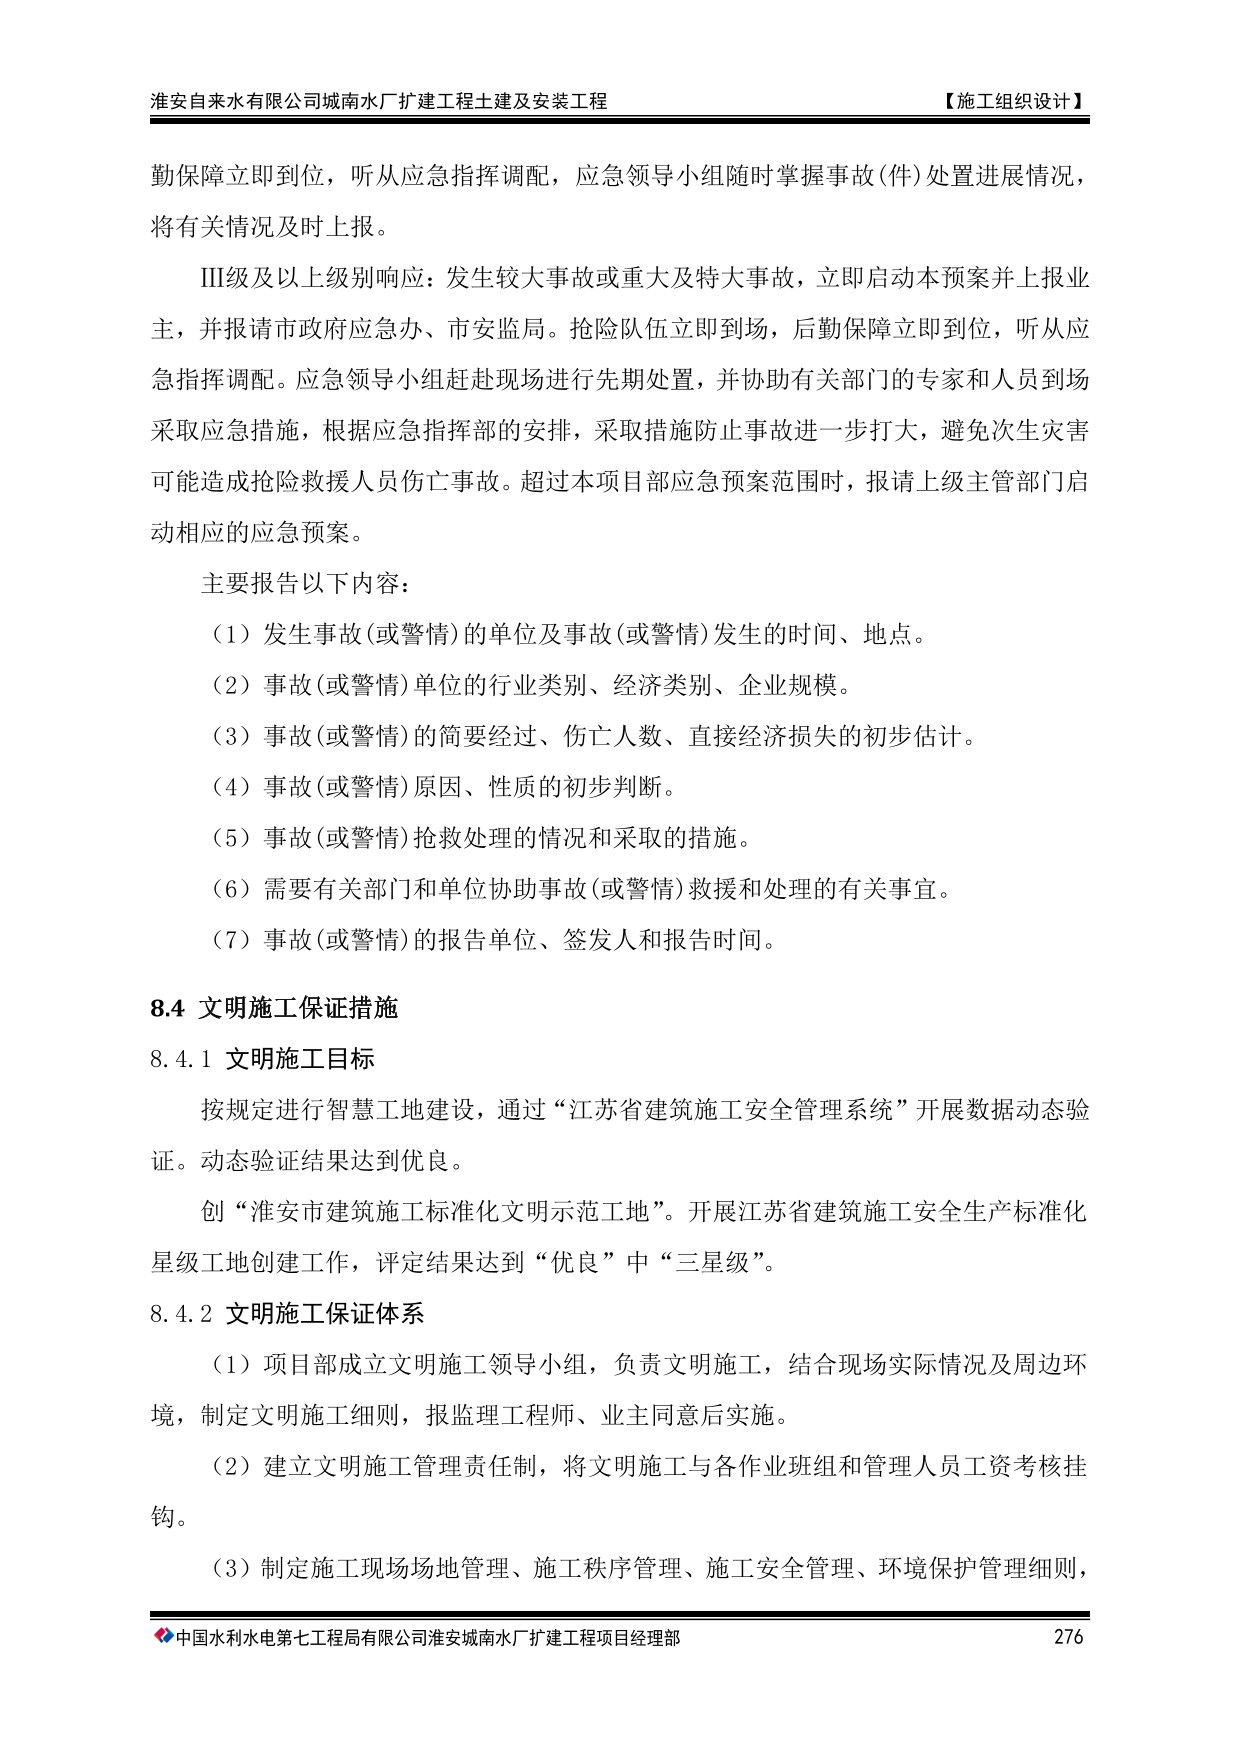 淮安自来水有限公司城南水厂扩建工程土建及安装工程 【施工组织设计】
勤保障立即到位，听从应急指挥调配，应急领导小组随时掌握事故(件)处置进展情况，
将有关情况及时上报。
Ⅲ级及以上级别响应：发生较大事故或重大及特大事故，立即启动本预案并上报业
主，并报请市政府应急办、市安监局。抢险队伍立即到场，后勤保障立即到位，听从应
急指挥调配。应急领导小组赶赴现场进行先期处置，并协助有关部门的专家和人员到场
采取应急措施，根据应急指挥部的安排，采取措施防止事故进一步打大，避免次生灾害
可能造成抢险救援人员伤亡事故。超过本项目部应急预案范围时，报请上级主管部门启
动相应的应急预案。
主要报告以下内容：
（1）发生事故(或警情)的单位及事故(或警情)发生的时间、地点。
（2）事故(或警情)单位的行业类别、经济类别、企业规模。
（3）事故(或警情)的简要经过、伤亡人数、直接经济损失的初步估计。
（4）事故(或警情)原因、性质的初步判断。
（5）事故(或警情)抢救处理的情况和采取的措施。
（6）需要有关部门和单位协助事故(或警情)救援和处理的有关事宜。
（7）事故(或警情)的报告单位、签发人和报告时间。
8.4 文明施工保证措施
8.4.1 文明施工目标
按规定进行智慧工地建设，通过“江苏省建筑施工安全管理系统”开展数据动态验
证。动态验证结果达到优良。
创“淮安市建筑施工标准化文明示范工地”。开展江苏省建筑施工安全生产标准化
星级工地创建工作，评定结果达到“优良”中“三星级”。
8.4.2 文明施工保证体系
（1）项目部成立文明施工领导小组，负责文明施工，结合现场实际情况及周边环
境，制定文明施工细则，报监理工程师、业主同意后实施。
（2）建立文明施工管理责任制，将文明施工与各作业班组和管理人员工资考核挂
钩。
（3）制定施工现场场地管理、施工秩序管理、施工安全管理、环境保护管理细则，
中国水利水电第七工程局有限公司淮安城南水厂扩建工程项目经理部 276